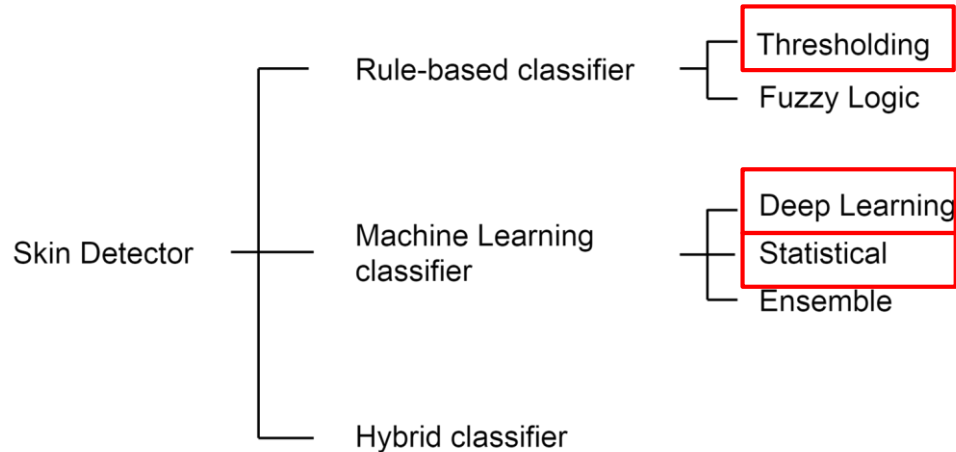 Skin Detector
Rule-based classifier
Thresholding
Fuzzy Logic
Machine Learning
classifier
Deep Learning
Statistical
Ensemble
Hybrid classifier